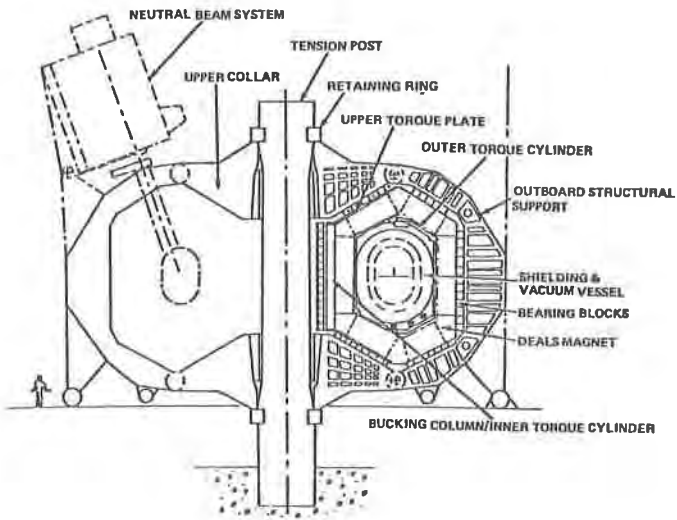 NEUTRAL BEAM SYSTEM
TENSION POST
UPPER COLLAR
RETAINING RING
UPPER TORQUE PLATE
OUTER TORQUE CYLINDER
OUTBOARD STRUCTURAL
SUPPORT
SHIELDING &
VACUUM VESSEL
BEARING BLOCKS
DEALS MAGNET
BUCKING COLUMN/INNER TORQUE CYLINDER